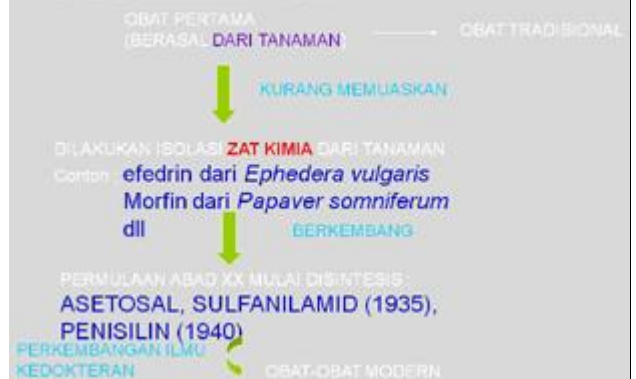 OBAT PERTAMA
(BERASAL DARI TANAMAN)
OBAT TRADISIONAL
KURANG MEMUASKAN
DILAKUKAN ISOLASI ZAT KIMIA DARI TANAMAN
Contoh : efedrin dari Ephedera vulgaris
Morfin dari Papaver somniferum
dll
BERKEMBANG
PERMULAAN ABAD XX MULAI DISINTESIS :
ASETOSAL, SULFANILAMID (1935),
PENISILIN (1940)
PERKEMBANGAN ILMU
KEDOKTERAN
OBAT-OBAT MODERN